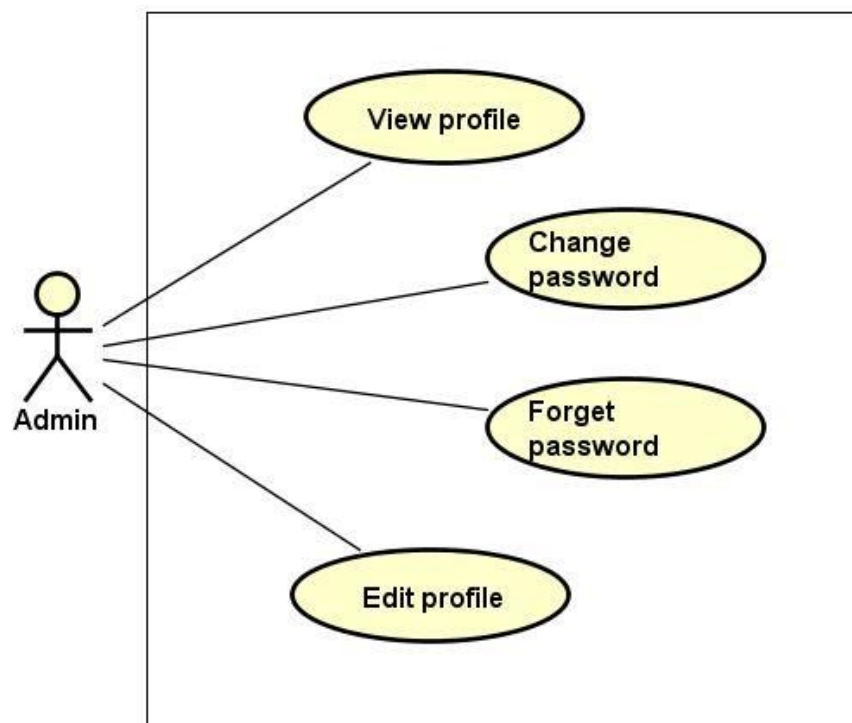 View profile
Change
password
Admin
Forget
password
Edit profile